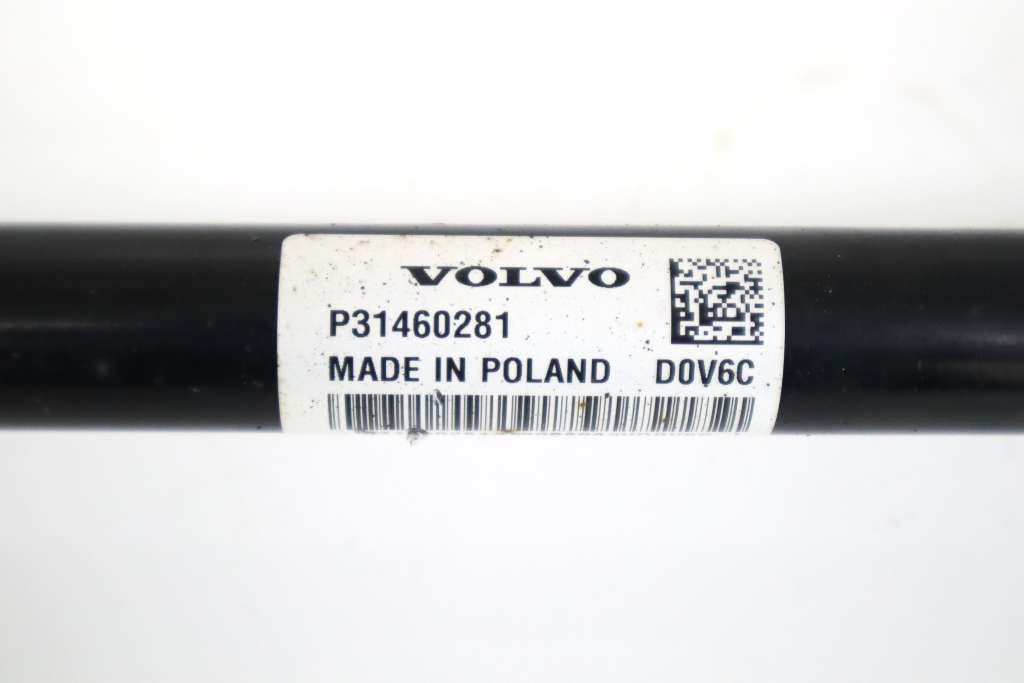 VOLVO
P31460281
MADE IN POLAND D0V6C